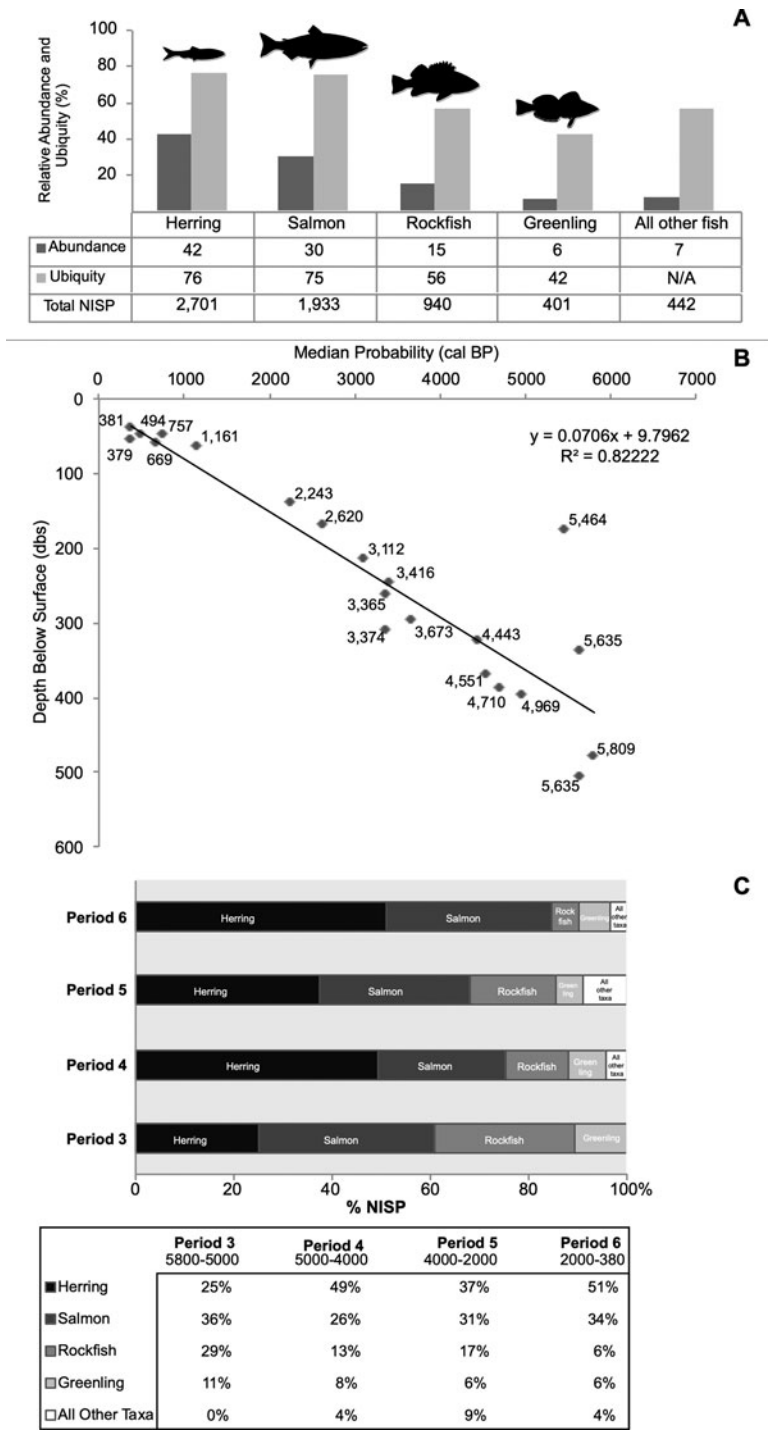 A
Relative Abundance and
Ubiquity (%)
100
80
60
40
20
Herring Salmon Rockfish Greenling All other fish
Abundance 42 30 15 6 7
Ubiquity 76 75 56 42 N/A
Total NISP 2,701 1,933 940 401 442
B
Median Probability (cal BP)
0 1000 2000 3000 4000 5000 6000 7000
Depth Below Surface (dbs)
0
100
200
300
400
500
600
y = 0.0706x + 9.7962
R² = 0.82222
381 494 757
1,161
379 669
2,243
2,620
5,464
3,112
3,416
3,365
3,374 3,673 4,443
5,635
4,551
4,710 4,969
5,809
5,635
C
Period 6 Herring Salmon Rock fish Greenling All other taxa
Period 5 Herring Salmon Rockfish Green ling All other taxa
Period 4 Herring Salmon Rockfish Green ling All other taxa
Period 3 Herring Salmon Rockfish Greenling
0 20 40 60 80 100%
% NISP
Period 3 Period 4 Period 5 Period 6
5800-5000 5000-4000 4000-2000 2000-380
Herring 25% 49% 37% 51%
Salmon 36% 26% 31% 34%
Rockfish 29% 13% 17% 6%
Greenling 11% 8% 6% 6%
All Other Taxa 0% 4% 9% 4%